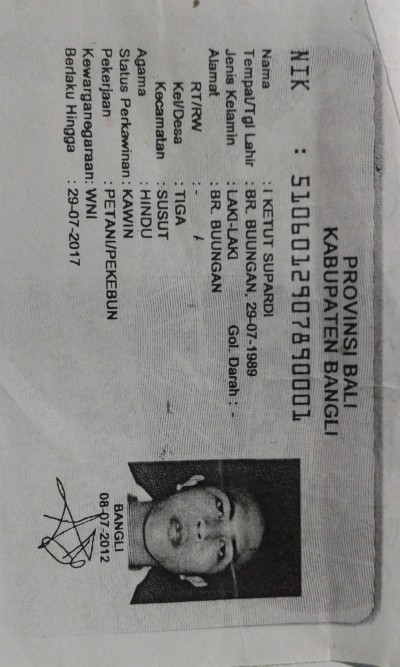 PROVINSI BALI
KABUPATEN BANGLI
NIK : 5106012907890001
Nama : I KETUT SUPARDI
Tempat/Tgl Lahir : BR. BUUNGAN, 29-07-1989
Jenis Kelamin : LAKI-LAKI Gol. Darah : -
Alamat : BR. BUUNGAN
RT/RW : - / -
Kel/Desa : TIGA
Kecamatan : SUSUT
Agama : HINDU
Status Perkawinan : KAWIN
Pekerjaan : PETANI/PEKEBUN
Kewarganegaraan: WNI
Berlaku Hingga : 29-07-2017
BANGLI
08-07-2012